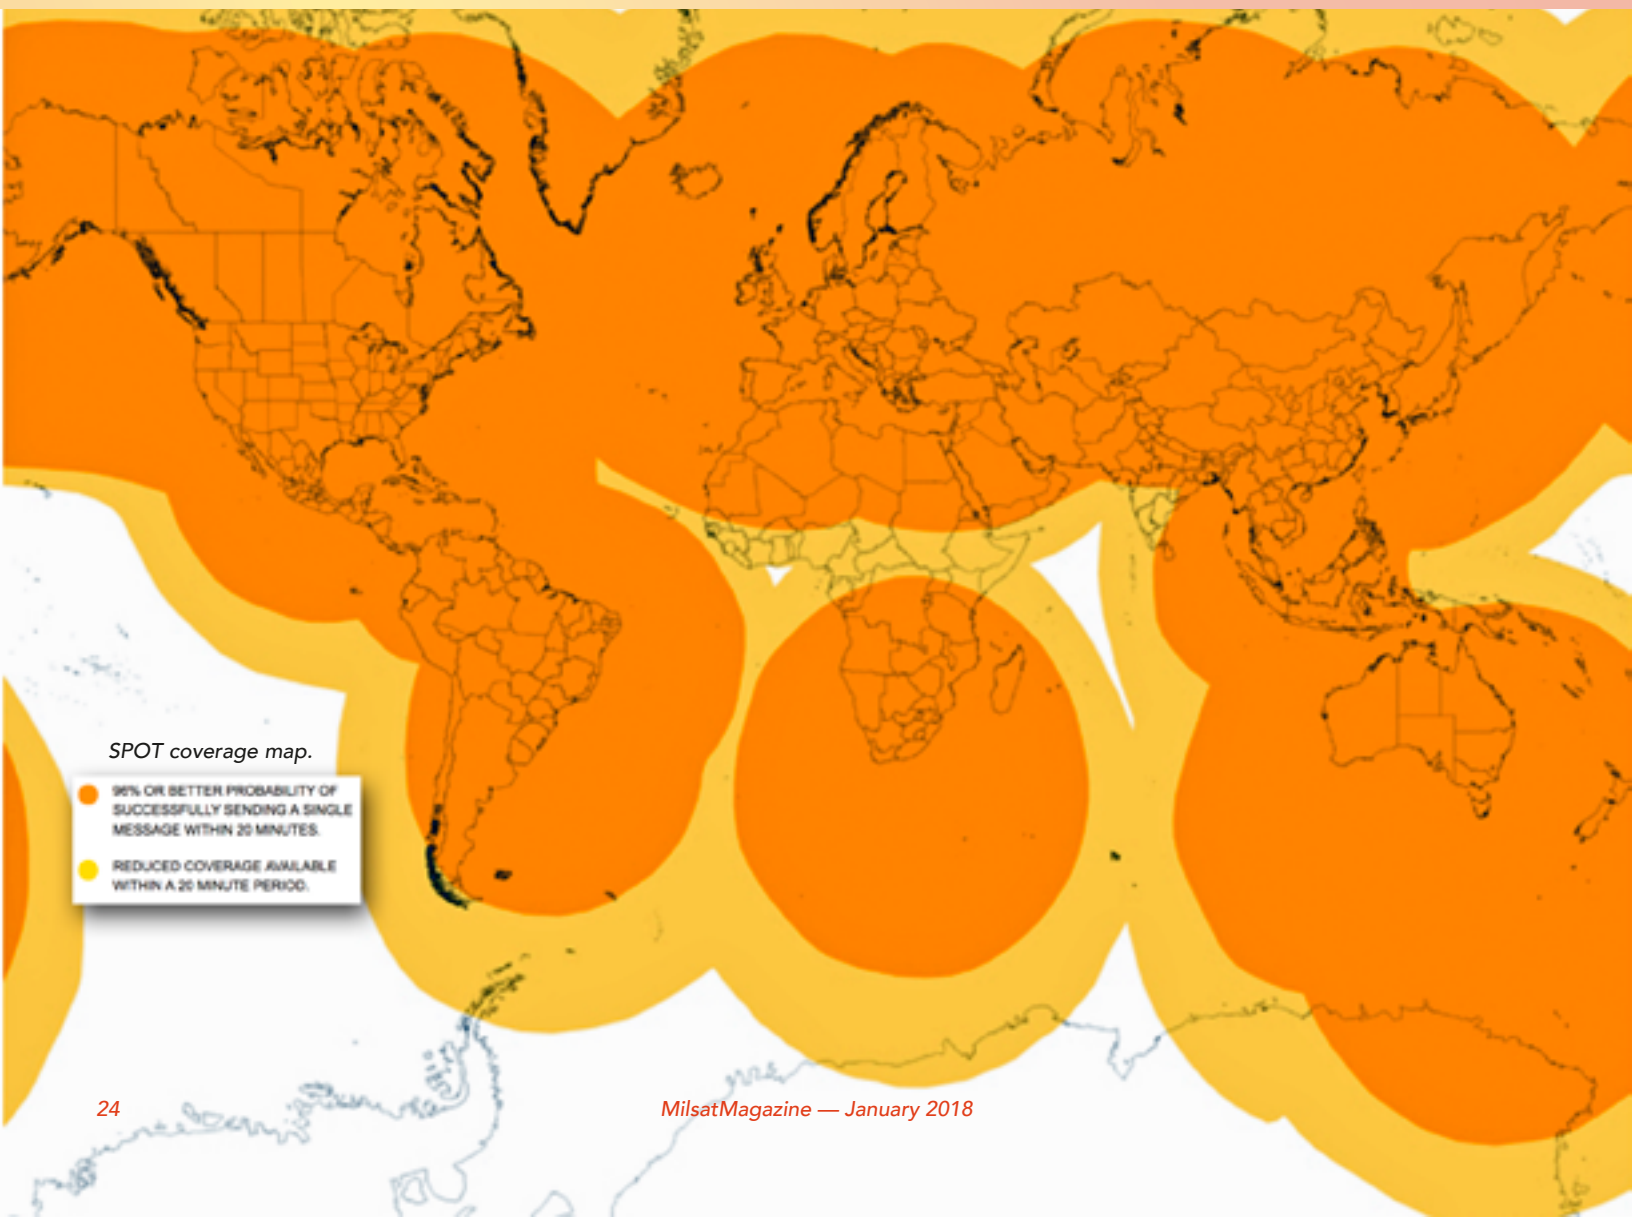 SPOT coverage map.
96% OR BETTER PROBABILITY OF
SUCCESSFULLY SENDING A SINGLE
MESSAGE WITHIN 20 MINUTES.
REDUCED COVERAGE AVAILABLE
WITHIN A 20 MINUTE PERIOD.
24
MilsatMagazine — January 2018